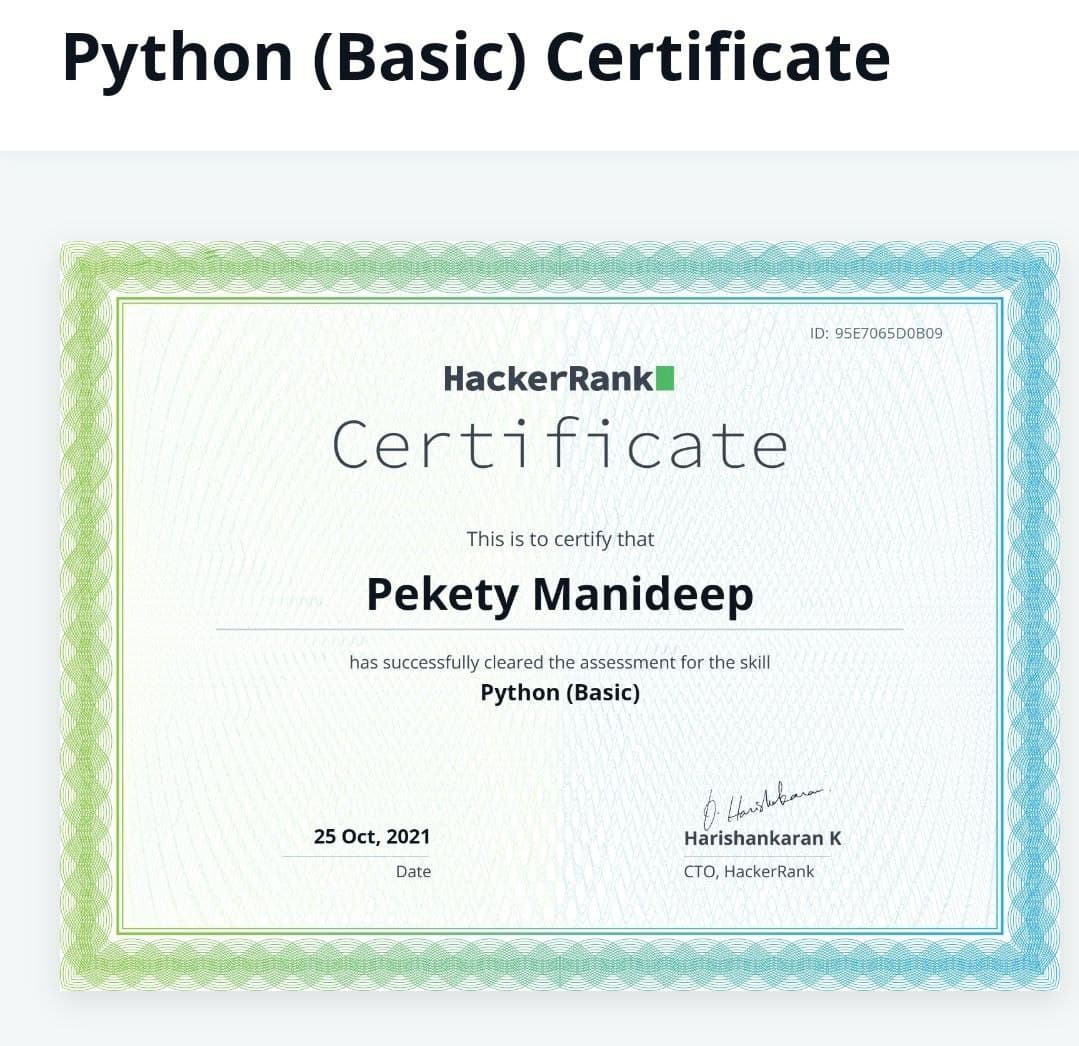 Python (Basic) Certificate
ID: 95E7065D0B09
HackerRank
Certificate
This is to certify that
Pekety Manideep
has successfully cleared the assessment for the skill
Python (Basic)
25 Oct, 2021
Date
Harishankaran K
CTO, HackerRank